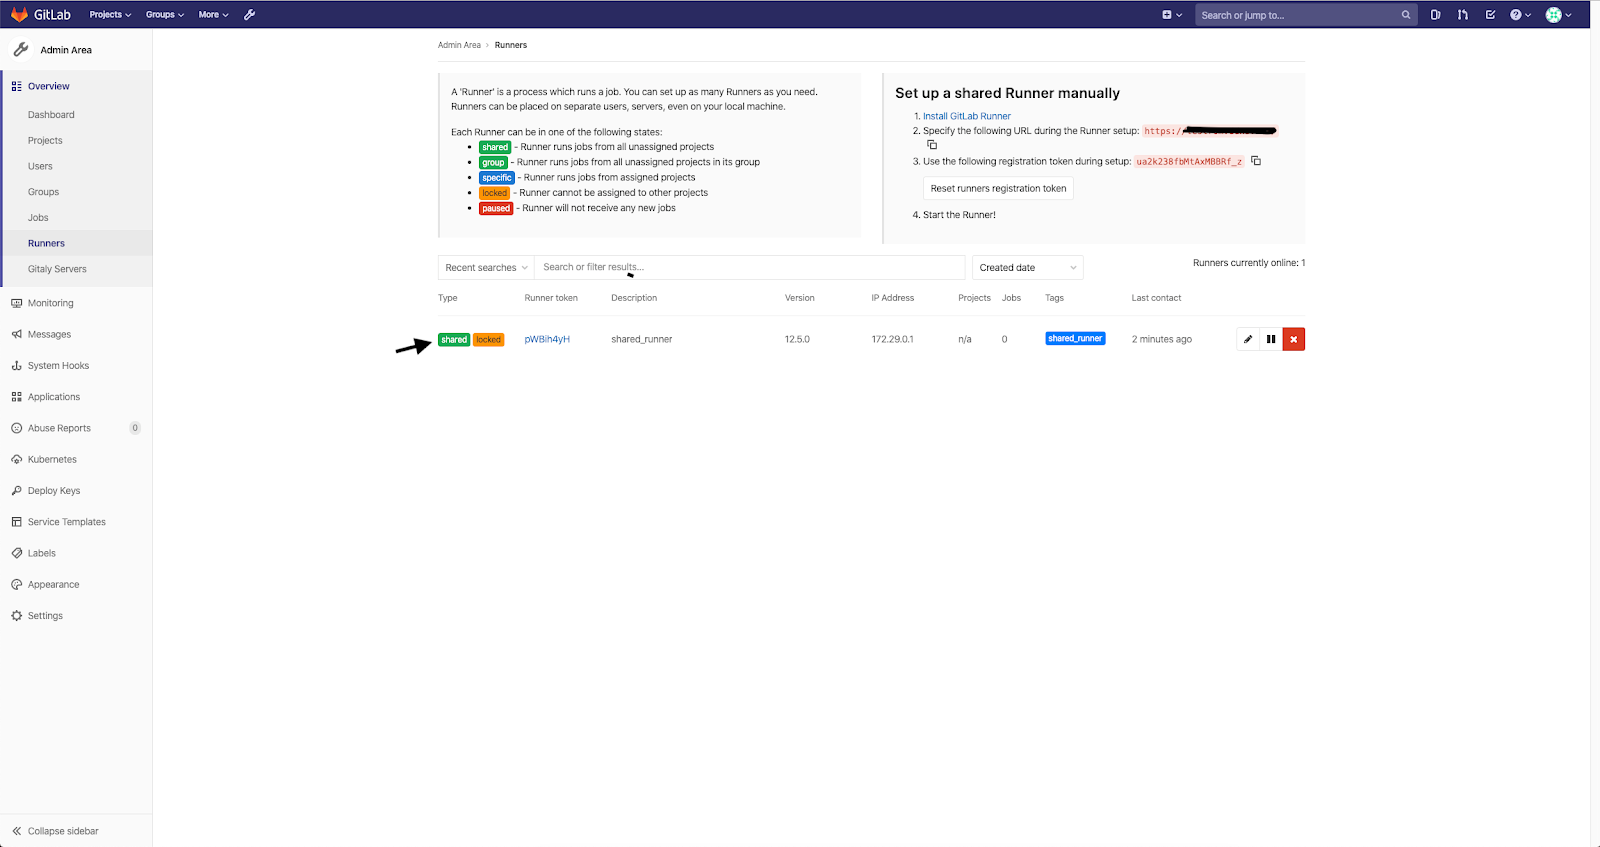 GitLab Projects Groups More Search or jump to...
Admin Area
Overview
Dashboard
Projects
Users
Groups
Jobs
Runners
Gitaly Servers
Monitoring
Messages
System Hooks
Applications
Abuse Reports 0
Kubernetes
Deploy Keys
Service Templates
Labels
Appearance
Settings
Collapse sidebar
Admin Area › Runners
A 'Runner' is a process which runs a job. You can set up as many Runners as you need.
Runners can be placed on separate users, servers, even on your local machine.
Each Runner can be in one of the following states:
• shared - Runner runs jobs from all unassigned projects
• group - Runner runs jobs from all unassigned projects in its group
• specific - Runner runs jobs from assigned projects
• locked - Runner cannot be assigned to other projects
• paused - Runner will not receive any new jobs
Set up a shared Runner manually
1. Install GitLab Runner
2. Specify the following URL during the Runner setup: https:/
3. Use the following registration token during setup: ua2k238fbMtAxMBBRf_z
Reset runners registration token
4. Start the Runner!
Recent searches Search or filter results... Created date Runners currently online: 1
Type Runner token Description Version IP Address Projects Jobs Tags Last contact
shared locked pWBih4yH shared_runner 12.5.0 172.29.0.1 n/a 0 shared_runner 2 minutes ago